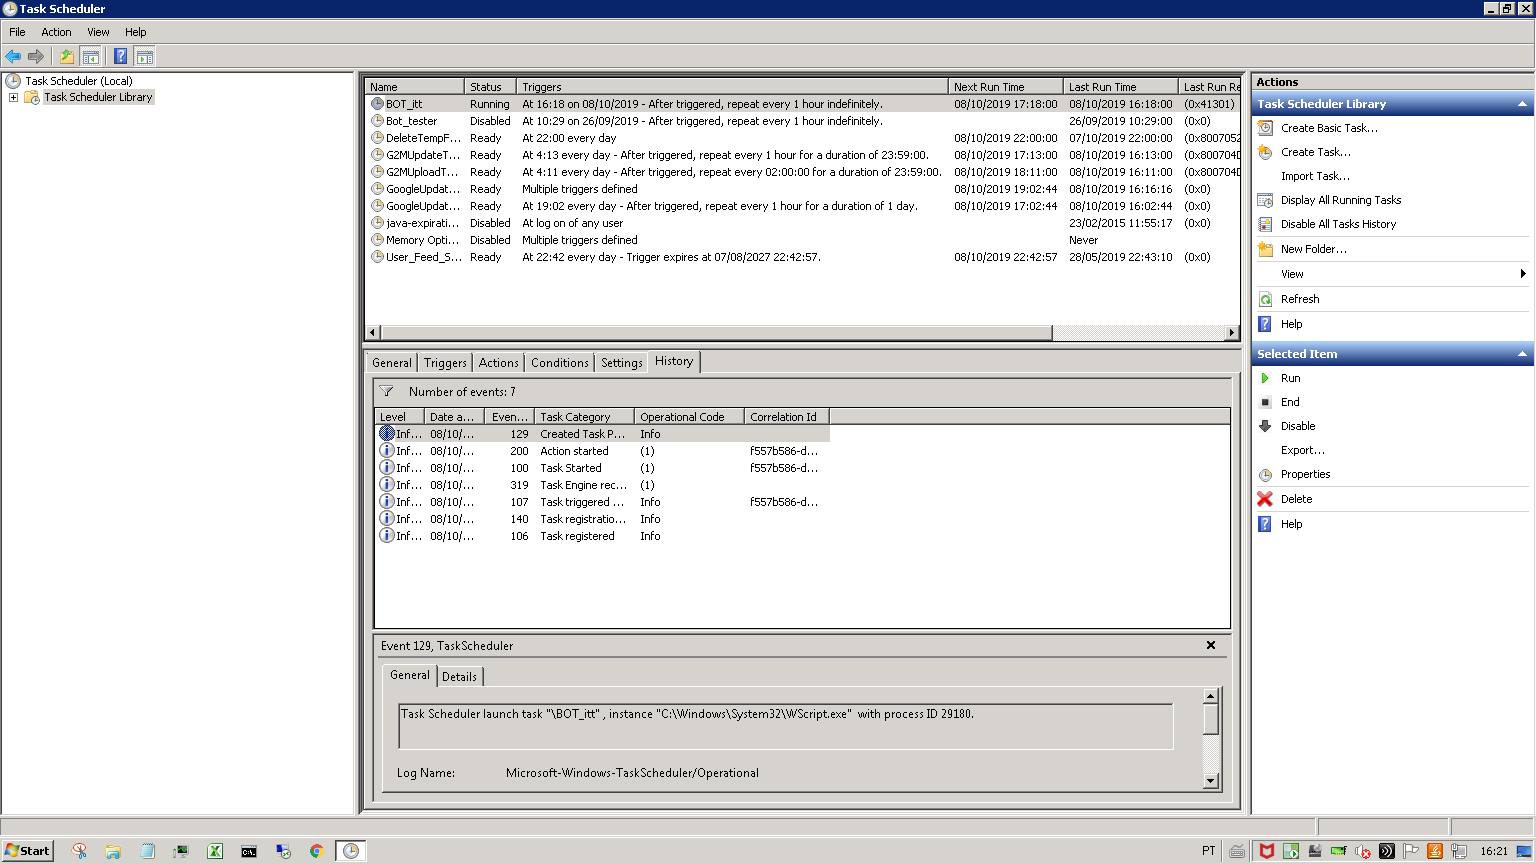 Task Scheduler
File Action View Help
Task Scheduler (Local)
Task Scheduler Library
Name Status Triggers Next Run Time Last Run Time Last Run Re
BOT_itt Running At 16:18 on 08/10/2019 - After triggered, repeat every 1 hour indefinitely. 08/10/2019 17:18:00 08/10/2019 16:18:00 (0x41301)
Bot_tester Disabled At 10:29 on 26/09/2019 - After triggered, repeat every 1 hour indefinitely. 26/09/2019 10:29:00 (0x0)
DeleteTempF... Ready At 22:00 every day 08/10/2019 22:00:00 07/10/2019 22:00:00 (0x8007052
G2MUpdateT... Ready At 4:13 every day - After triggered, repeat every 1 hour for a duration of 23:59:00. 08/10/2019 17:13:00 08/10/2019 16:13:00 (0x800704D
G2MUploadT... Ready At 4:11 every day - After triggered, repeat every 02:00:00 for a duration of 23:59:00. 08/10/2019 18:11:00 08/10/2019 16:11:00 (0x800704D
GoogleUpdat... Ready Multiple triggers defined 08/10/2019 19:02:44 08/10/2019 16:16:16 (0x0)
GoogleUpdat... Ready At 19:02 every day - After triggered, repeat every 1 hour for a duration of 1 day. 08/10/2019 17:02:44 08/10/2019 16:02:44 (0x0)
java-expirati... Disabled At log on of any user 23/02/2015 11:55:17 (0x0)
Memory Opti... Disabled Multiple triggers defined Never
User_Feed_S... Ready At 22:42 every day - Trigger expires at 07/08/2027 22:42:57. 08/10/2019 22:42:57 28/05/2019 22:43:10 (0x0)
General Triggers Actions Conditions Settings History
Number of events: 7
Level Date a... Even... Task Category Operational Code Correlation Id
Inf... 08/10/... 129 Created Task P... Info
Inf... 08/10/... 200 Action started (1) f557b586-d...
Inf... 08/10/... 100 Task Started (1) f557b586-d...
Inf... 08/10/... 319 Task Engine rec... (1)
Inf... 08/10/... 107 Task triggered ... Info f557b586-d...
Inf... 08/10/... 140 Task registratio... Info
Inf... 08/10/... 106 Task registered Info
Event 129, TaskScheduler
General Details
Task Scheduler launch task "\BOT_itt" , instance "C:\Windows\System32\WScript.exe" with process ID 29180.
Log Name: Microsoft-Windows-TaskScheduler/Operational
Actions
Task Scheduler Library
Create Basic Task...
Create Task...
Import Task...
Display All Running Tasks
Disable All Tasks History
New Folder...
View
Refresh
Help
Selected Item
Run
End
Disable
Export...
Properties
Delete
Help
Start PT 16:21